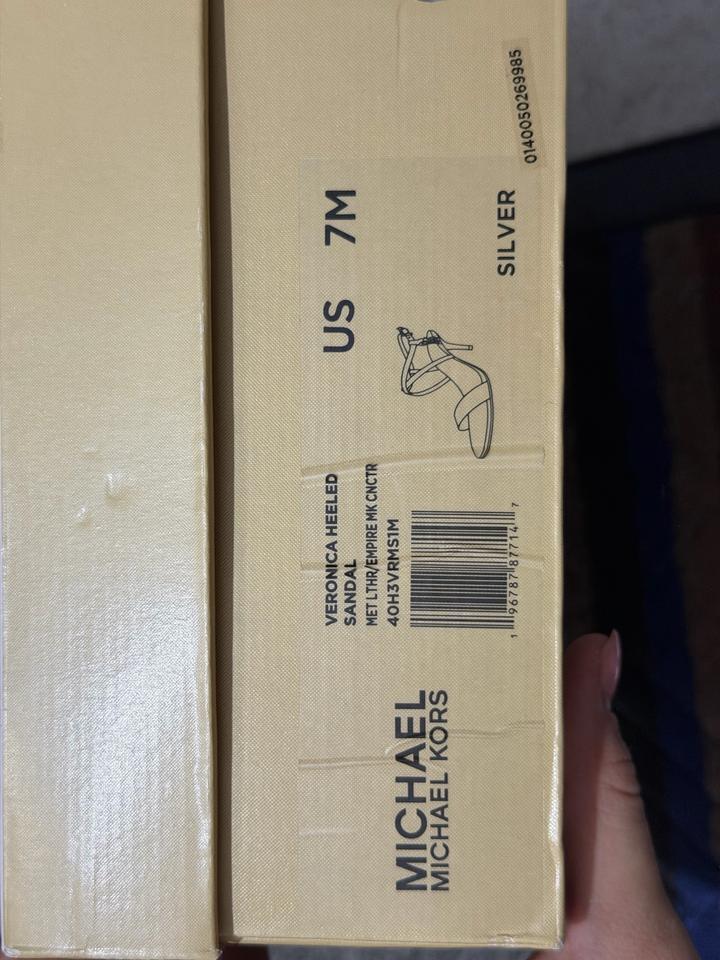 MICHAEL
MICHAEL KORS
VERONICA HEELED
SANDAL
MET LTHR/EMPIRE MK CNCTR
40H3VRMS1M
1 96787 87714 7
US 7M
SILVER
0140050269985